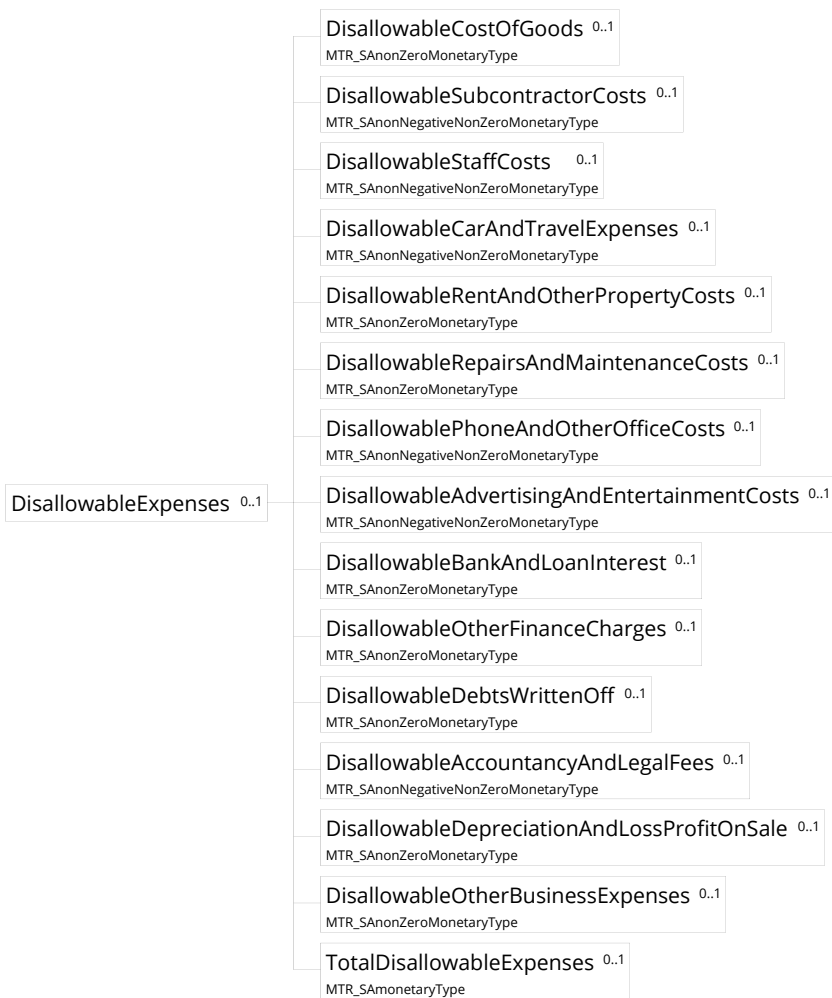 DisallowableCostOfGoods 0..1
MTR_SAnonZeroMonetaryType
DisallowableSubcontractorCosts 0..1
MTR_SAnonNegativeNonZeroMonetaryType
DisallowableStaffCosts 0..1
MTR_SAnonNegativeNonZeroMonetaryType
DisallowableCarAndTravelExpenses 0..1
MTR_SAnonNegativeNonZeroMonetaryType
DisallowableRentAndOtherPropertyCosts 0..1
MTR_SAnonZeroMonetaryType
DisallowableRepairsAndMaintenanceCosts 0..1
MTR_SAnonZeroMonetaryType
DisallowablePhoneAndOtherOfficeCosts 0..1
MTR_SAnonNegativeNonZeroMonetaryType
DisallowableExpenses 0..1
DisallowableAdvertisingAndEntertainmentCosts 0..1
MTR_SAnonNegativeNonZeroMonetaryType
DisallowableBankAndLoanInterest 0..1
MTR_SAnonZeroMonetaryType
DisallowableOtherFinanceCharges 0..1
MTR_SAnonZeroMonetaryType
DisallowableDebtsWrittenOff 0..1
MTR_SAnonZeroMonetaryType
DisallowableAccountancyAndLegalFees 0..1
MTR_SAnonNegativeNonZeroMonetaryType
DisallowableDepreciationAndLossProfitOnSale 0..1
MTR_SAnonZeroMonetaryType
DisallowableOtherBusinessExpenses 0..1
MTR_SAnonZeroMonetaryType
TotalDisallowableExpenses 0..1
MTR_SAmonetaryType